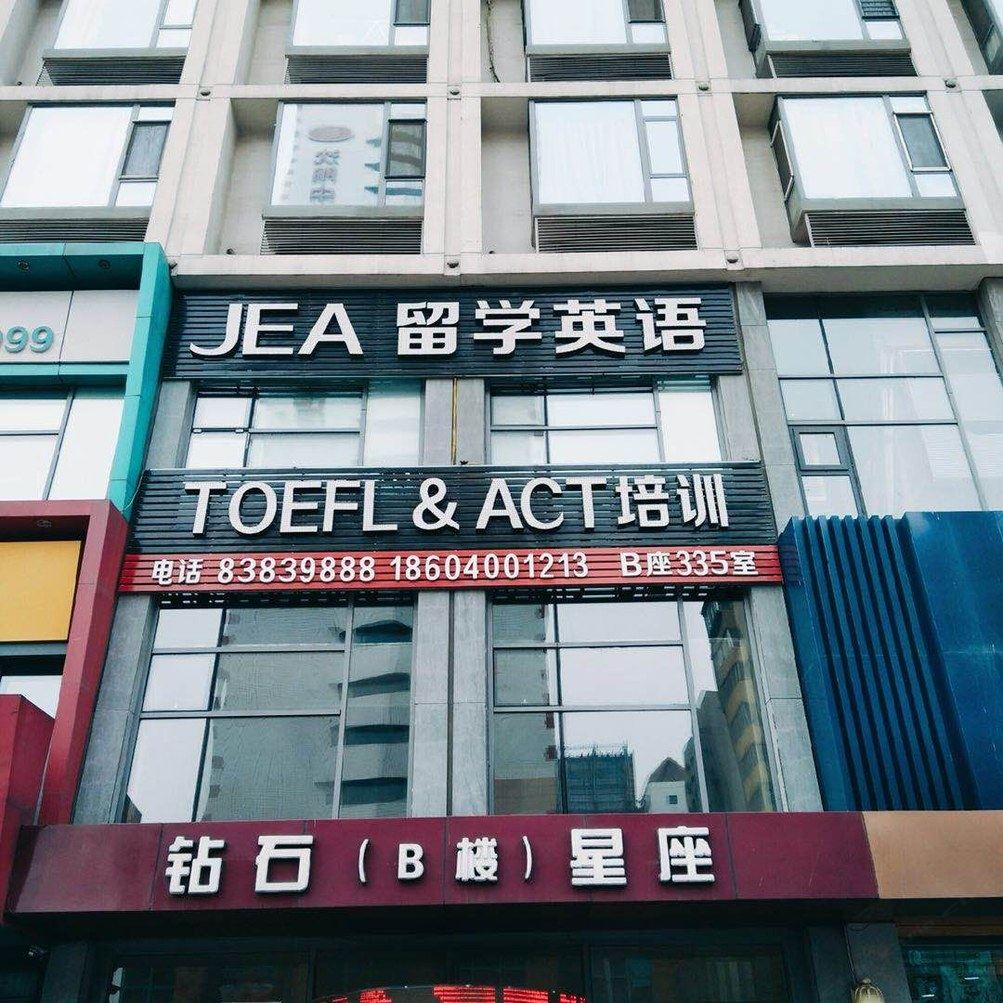 JEA 留学英语
TOEFL & ACT培训
电话 83839888 18604001213 B座335室
钻石(B楼)星座
99